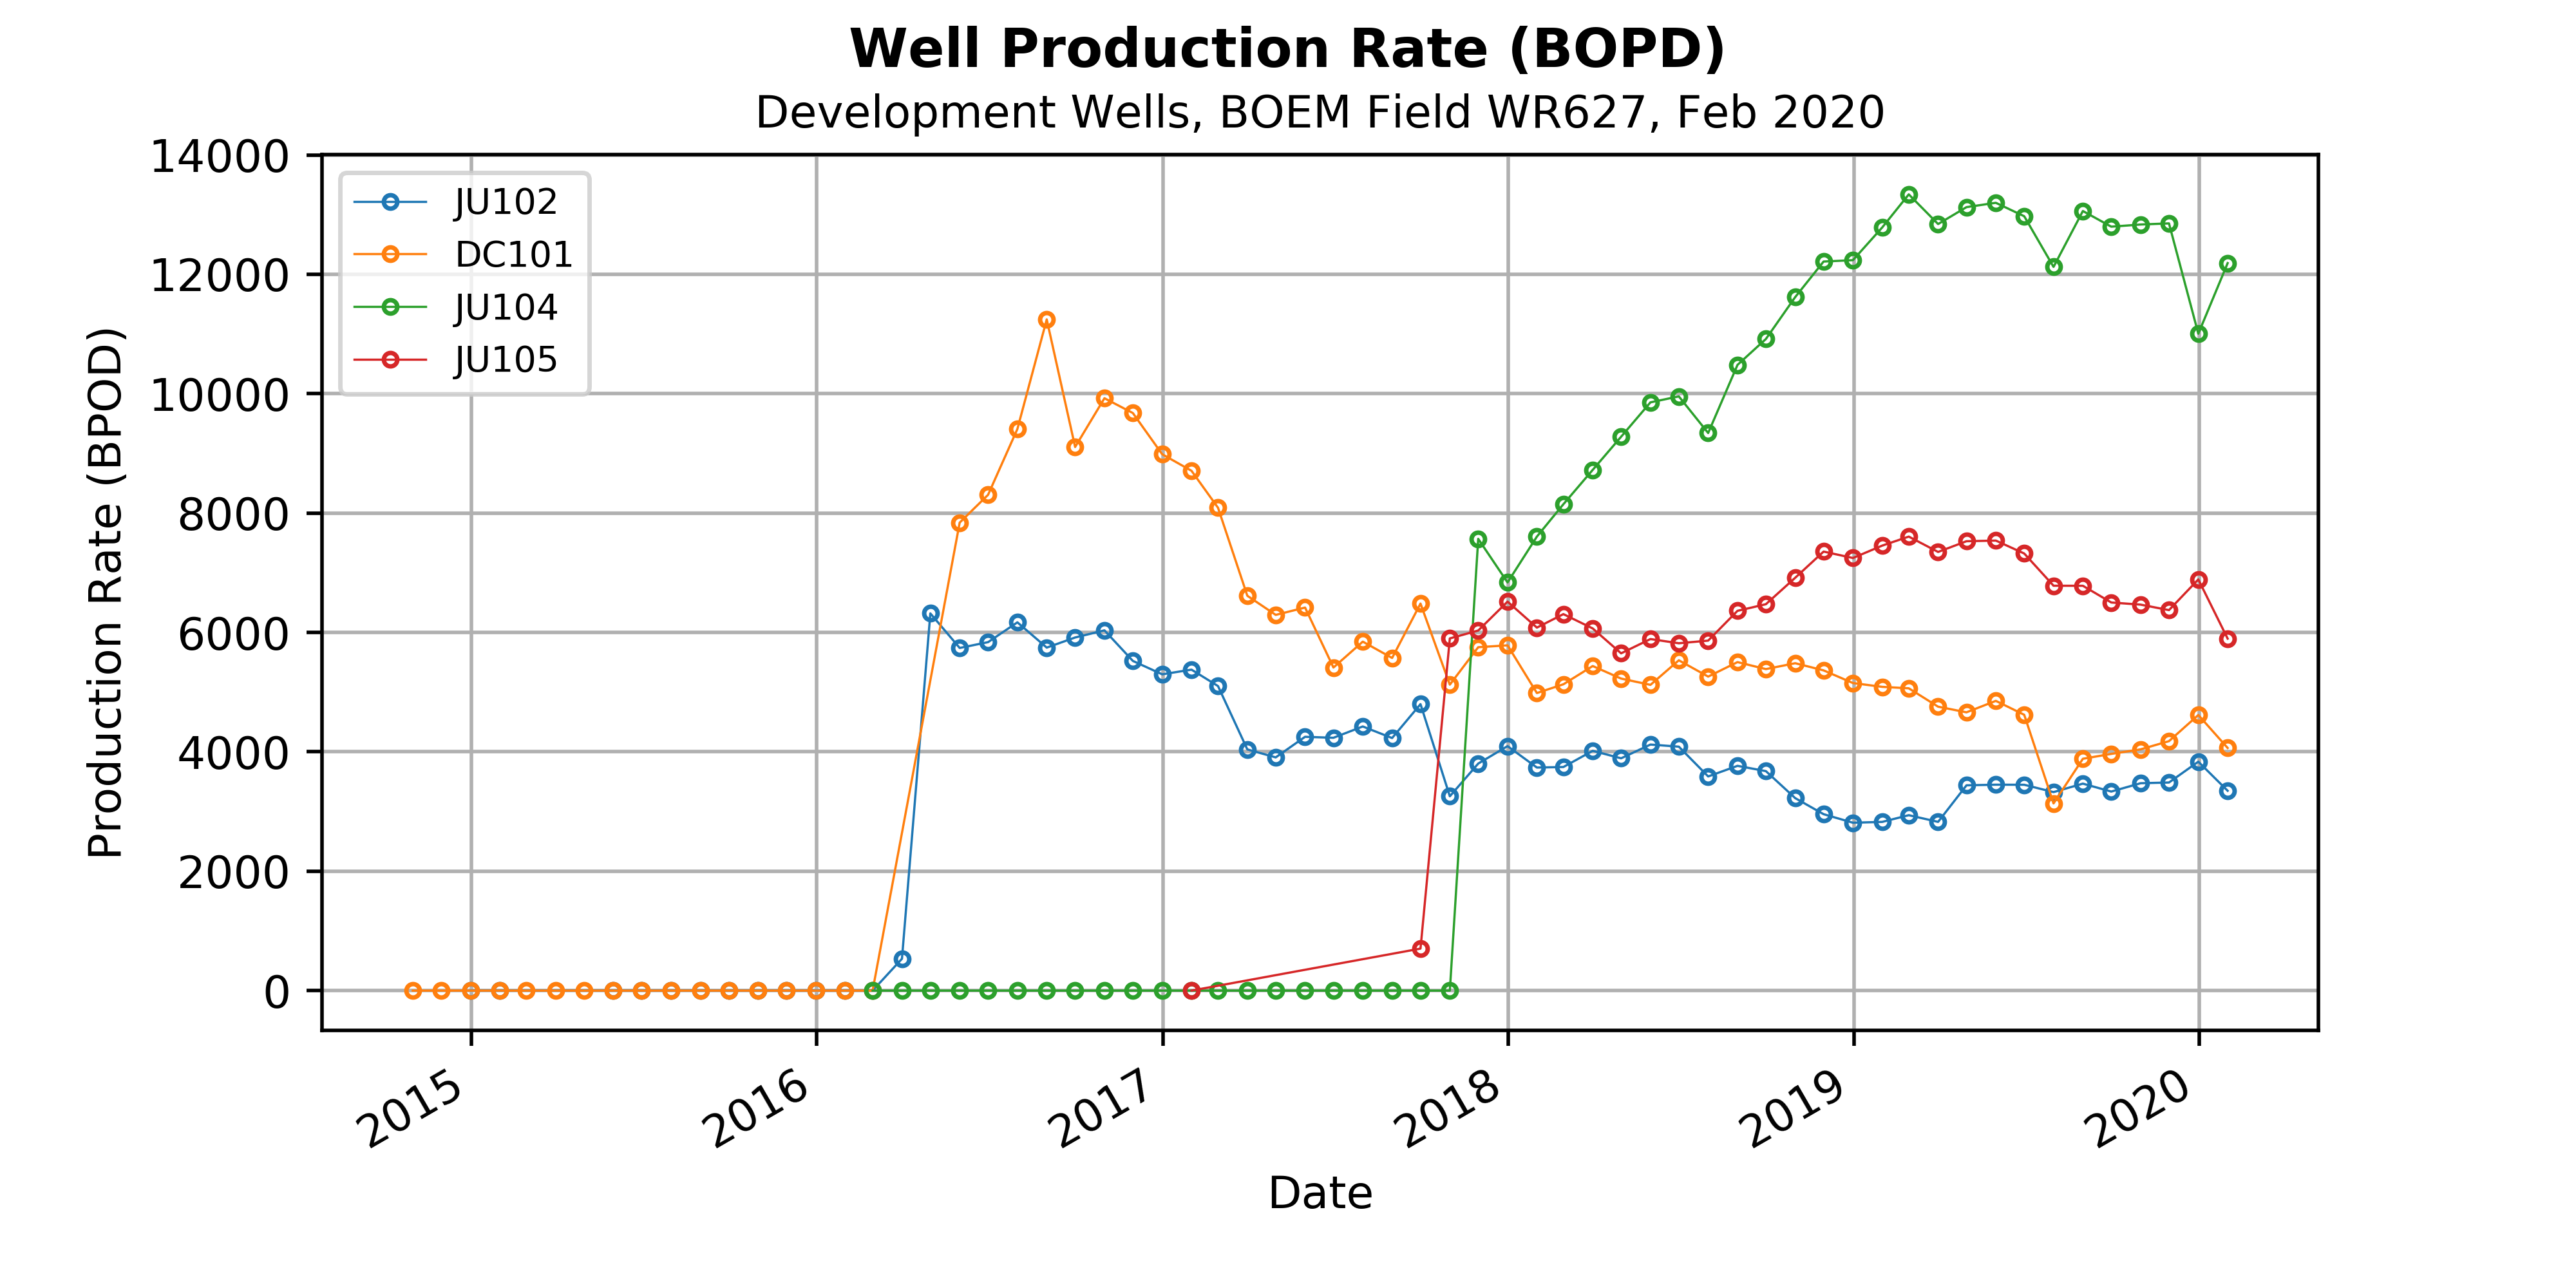 Well Production Rate (BOPD)
Development Wells, BOEM Field WR627, Feb 2020
Production Rate (BPOD)
14000
12000
10000
8000
6000
4000
2000
0
JU102
DC101
JU104
JU105
2015
2016
2017
2018
2019
2020
Date